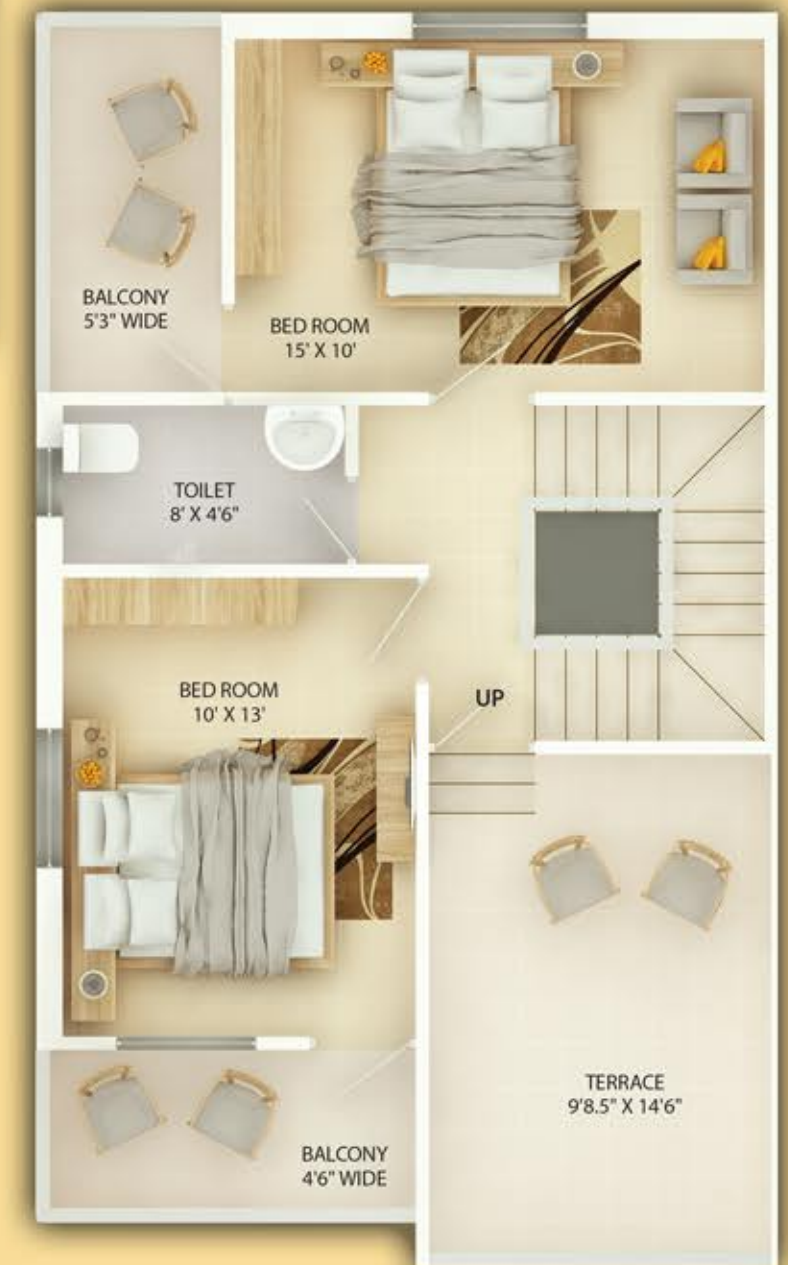 BALCONY
5'3" WIDE
BED ROOM
15' X 10'
TOILET
8' X 4'6"
BED ROOM
10' X 13'
UP
TERRACE
9'8.5" X 14'6"
BALCONY
4'6" WIDE